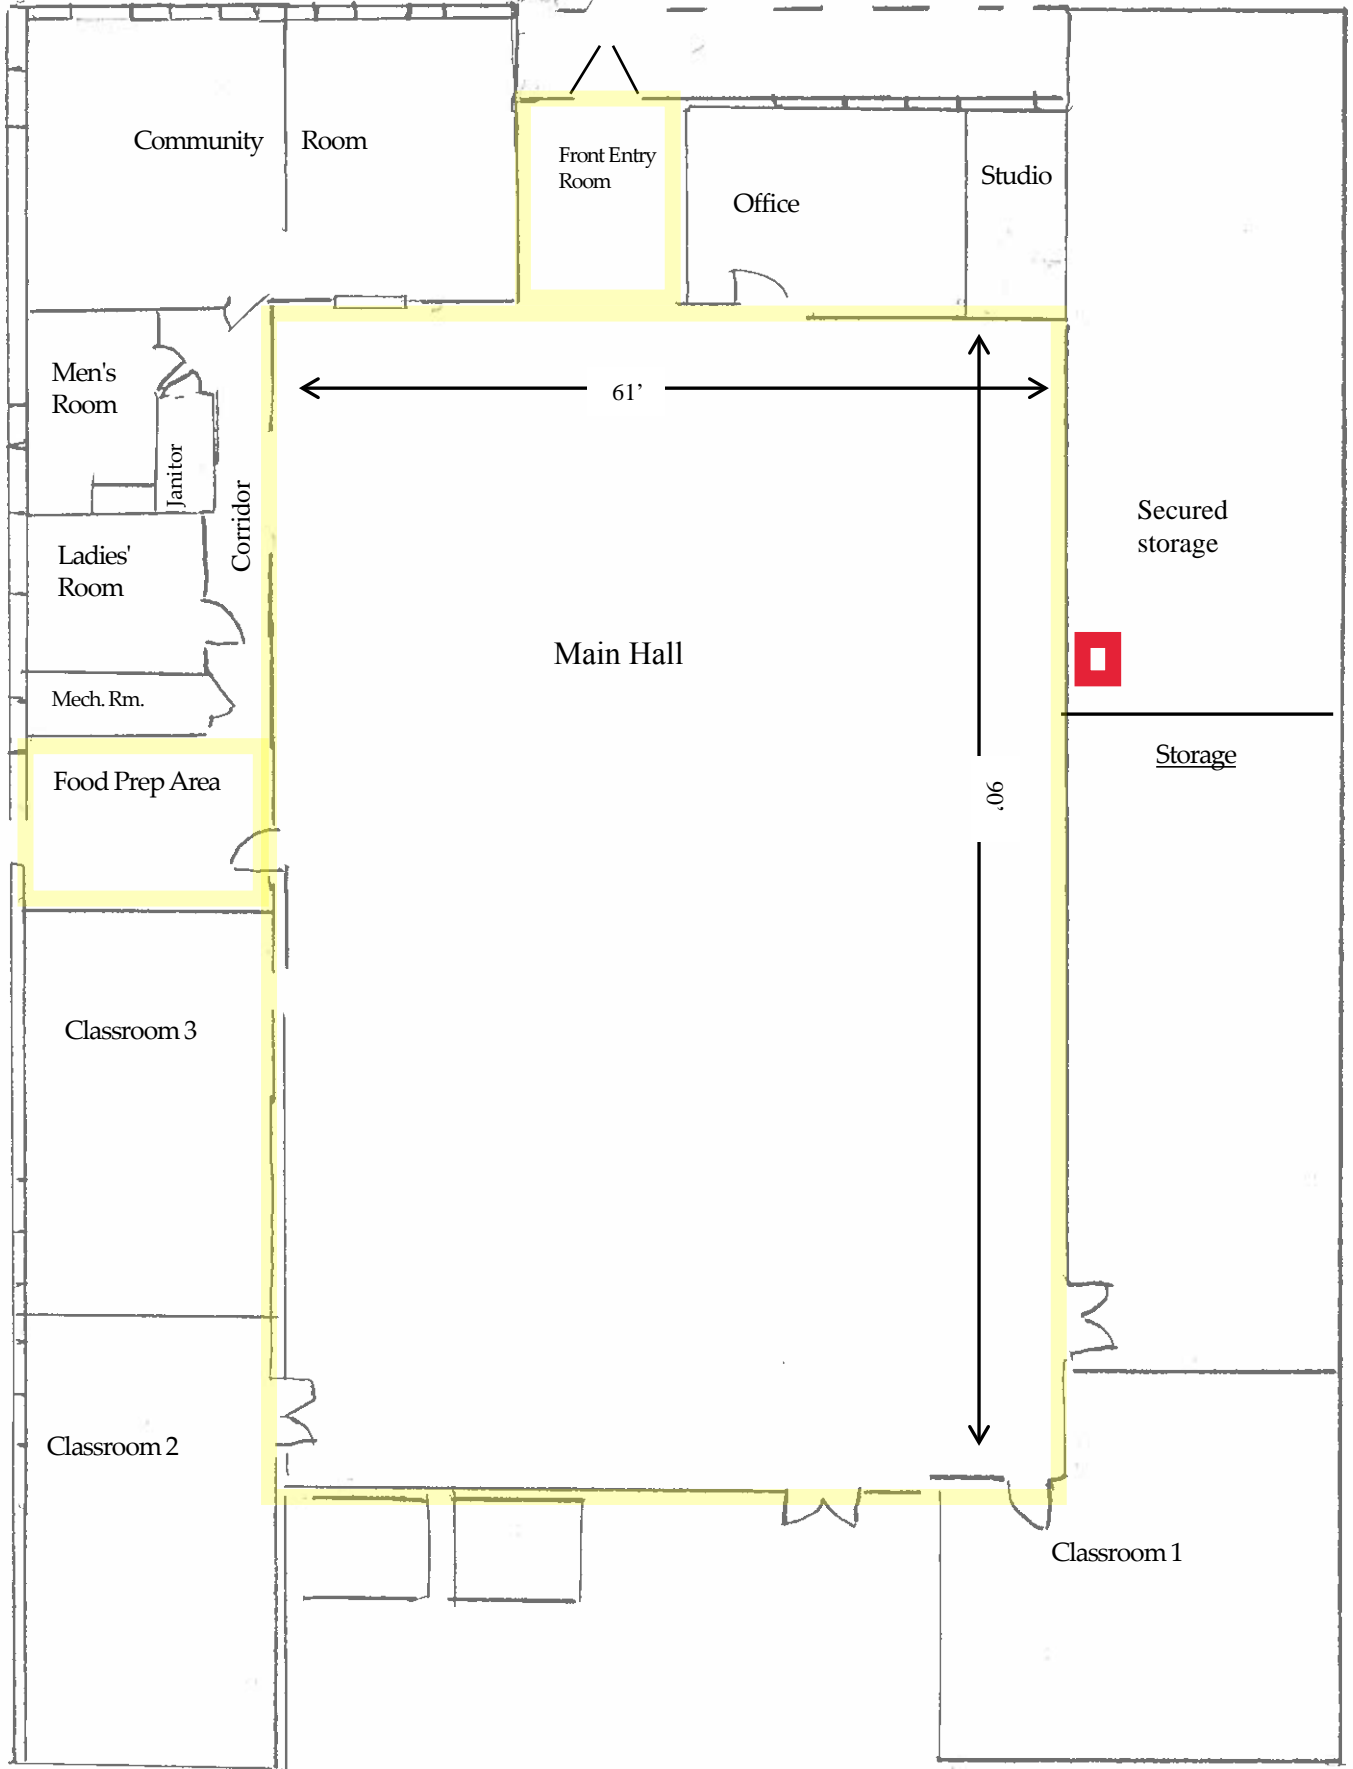 Community Room
Front Entry
Room
Office
Studio
Men's
Room
61’
Janitor
Corridor
Secured
storage
Ladies'
Room
Main Hall
Mech. Rm.
Storage
Food Prep Area
90’
Classroom 3
Classroom 2
Classroom 1